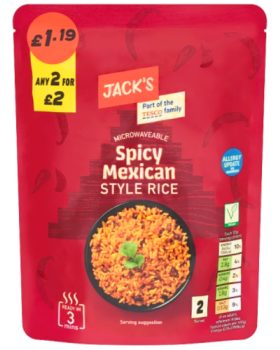 £1.19
ANY 2 FOR
£2
JACK'S
Part of the
TESCO family
MICROWAVEABLE
Spicy
Mexican
STYLE RICE
ALLERGY
UPDATE
READY IN
3
mins
Serving suggestion
2